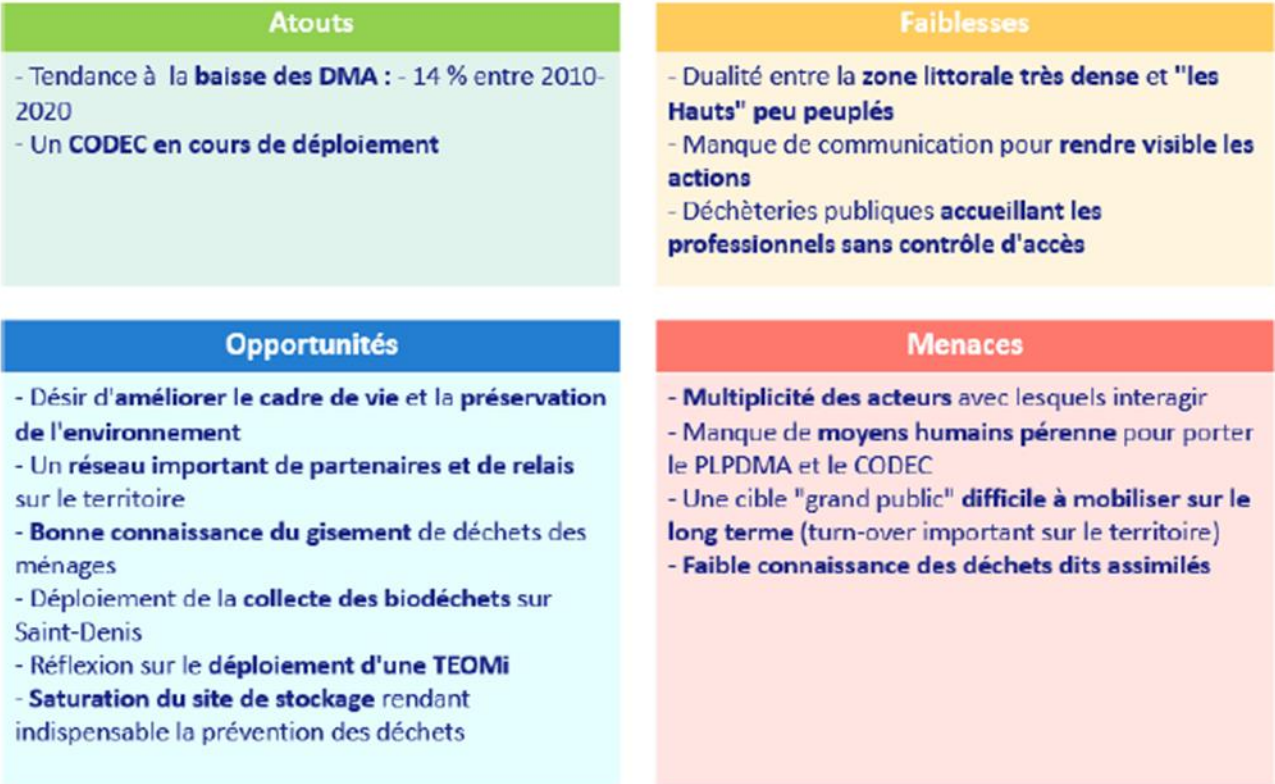 Atouts
- Tendance à la baisse des DMA : - 14 % entre 2010-
2020
- Un CODEC en cours de déploiement
Faiblesses
- Dualité entre la zone littorale très dense et "les
Hauts" peu peuplés
- Manque de communication pour rendre visible les
actions
- Déchèteries publiques accueillant les
professionnels sans contrôle d'accès
Opportunités
- Désir d'améliorer le cadre de vie et la préservation
de l'environnement
- Un réseau important de partenaires et de relais
sur le territoire
- Bonne connaissance du gisement de déchets des
ménages
- Déploiement de la collecte des biodéchets sur
Saint-Denis
- Réflexion sur le déploiement d'une TEOMi
- Saturation du site de stockage rendant
indispensable la prévention des déchets
Menaces
- Multiplicité des acteurs avec lesquels interagir
- Manque de moyens humains pérenne pour porter
le PLPDMA et le CODEC
- Une cible "grand public" difficile à mobiliser sur le
long terme (turn-over important sur le territoire)
- Faible connaissance des déchets dits assimilés